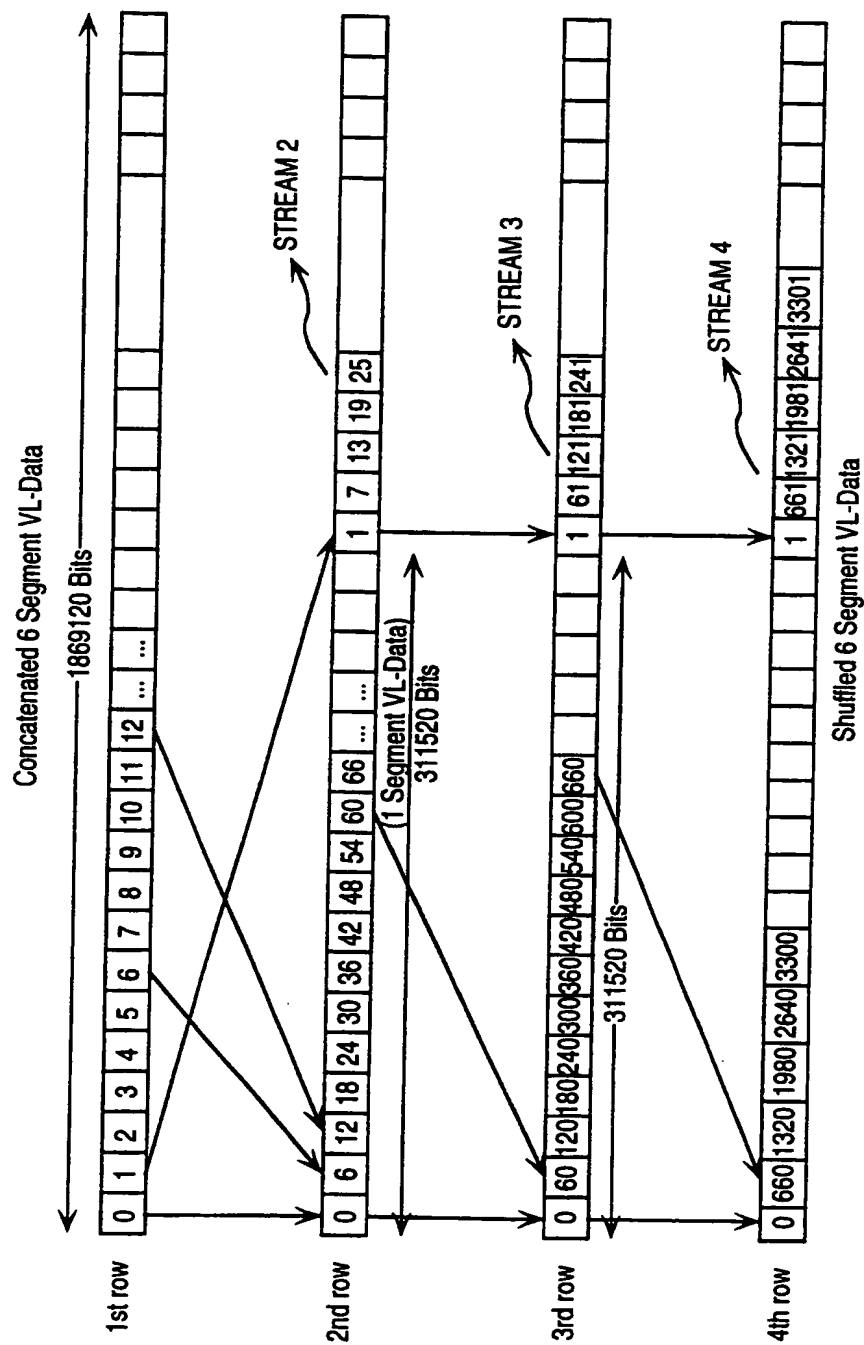 Concatenated 6 Segment VL-Data
1869120 Bits
1st row
0 1 2 3 4 5 6 7 8 9 10 11 12 ... ...
STREAM 2
2nd row
0 6 12 18 24 30 36 42 48 54 60 66 ... ... 1 7 13 19 25
(1 Segment VL-Data)
311520 Bits
STREAM 3
3rd row
0 60 120 180 240 300 360 420 480 540 600 660 1 61 121 181 241
311520 Bits
STREAM 4
4th row
0 660 1320 1980 2640 3300 1 661 1321 1981 2641 3301
Shuffled 6 Segment VL-Data